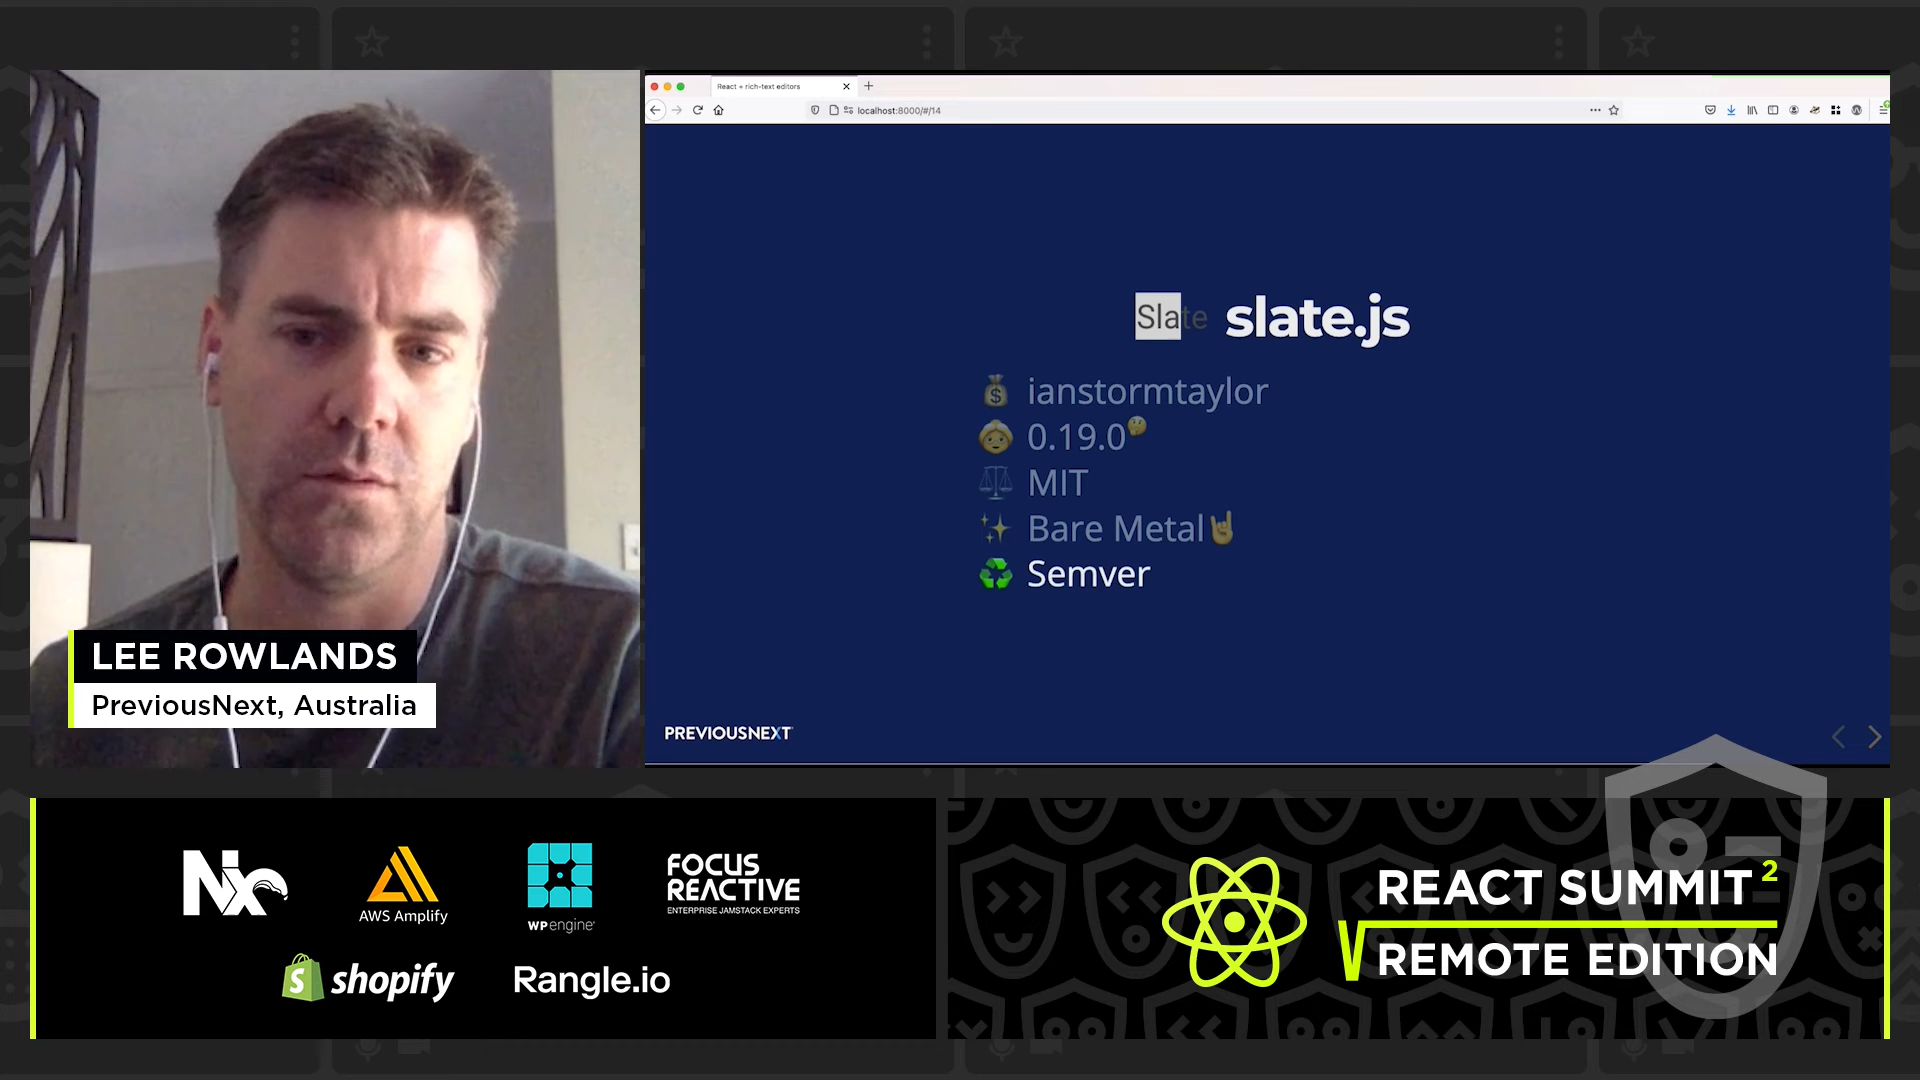 React + rich-text editors
localhost:8000/#/14
Slate slate.js
ianstormtaylor
0.19.0
MIT
Bare Metal
Semver
PREVIOUSNEXT
LEE ROWLANDS
PreviousNext, Australia
Nx
AWS Amplify
WP engine
FOCUS
REACTIVE
ENTERPRISE JAMSTACK EXPERTS
shopify
Rangle.io
REACT SUMMIT 2
REMOTE EDITION